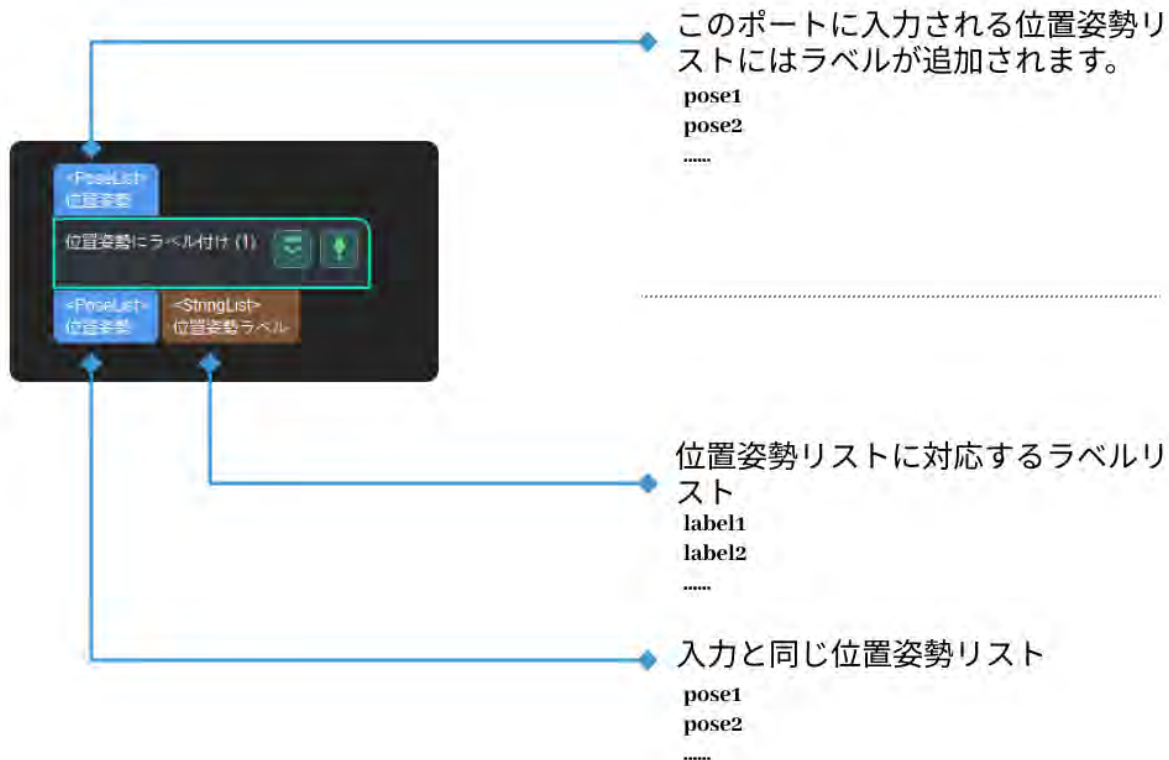 このポートに入力される位置姿勢リ
ストにはラベルが追加されます。
pose1
pose2
......
<PoseList>
位置姿勢
位置姿勢にラベル付け (1)
<PoseList>
位置姿勢
<StringList>
位置姿勢ラベル
位置姿勢リストに対応するラベルリ
スト
label1
label2
......
入力と同じ位置姿勢リスト
pose1
pose2
......